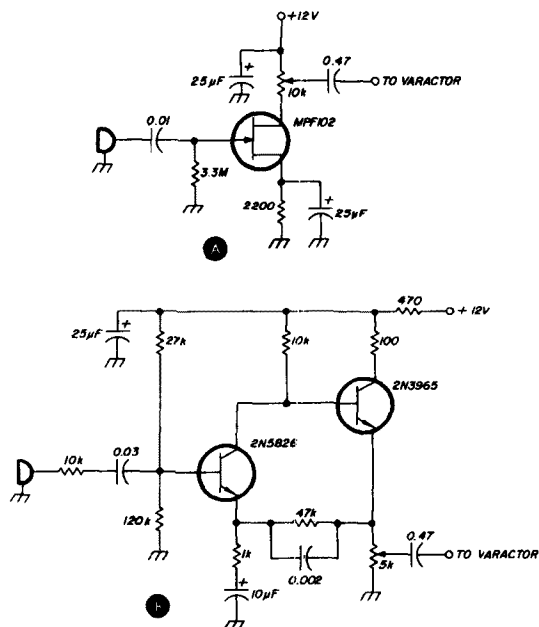 +12V
0.47
25μF
+
TO VARACTOR
10k
MPF102
0.01
3.3M
2200
+
25μF
A
470
+12V
25μF
+
27k
10k
100
2N3965
2N5826
10k
0.03
120k
47k
0.002
1k
+
10μF
0.47
TO VARACTOR
5k